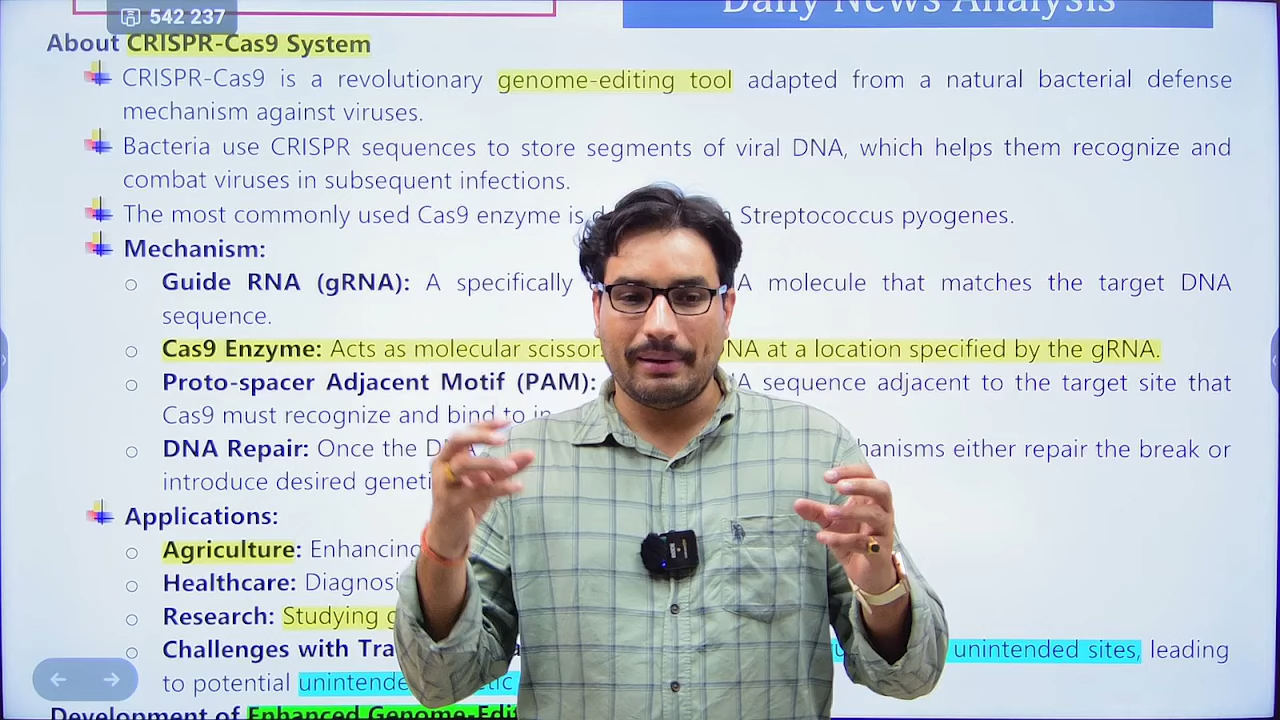 542 237
Daily News Analysis
About CRISPR-Cas9 System
CRISPR-Cas9 is a revolutionary genome-editing tool adapted from a natural bacterial defense
mechanism against viruses.
Bacteria use CRISPR sequences to store segments of viral DNA, which helps them recognize and
combat viruses in subsequent infections.
The most commonly used Cas9 enzyme is Streptococcus pyogenes.
Mechanism:
Guide RNA (gRNA): A specifically molecule that matches the target DNA
sequence.
Cas9 Enzyme: Acts as molecular at a location specified by the gRNA.
Proto-spacer Adjacent Motif (PAM): sequence adjacent to the target site that
Cas9 must recognize and bind to
DNA Repair: Once the either repair the break or
introduce desired
Applications:
Agriculture: Enhancing
Healthcare:
Research: Studying
Challenges with unintended sites, leading
to potential
Development of Enhanced